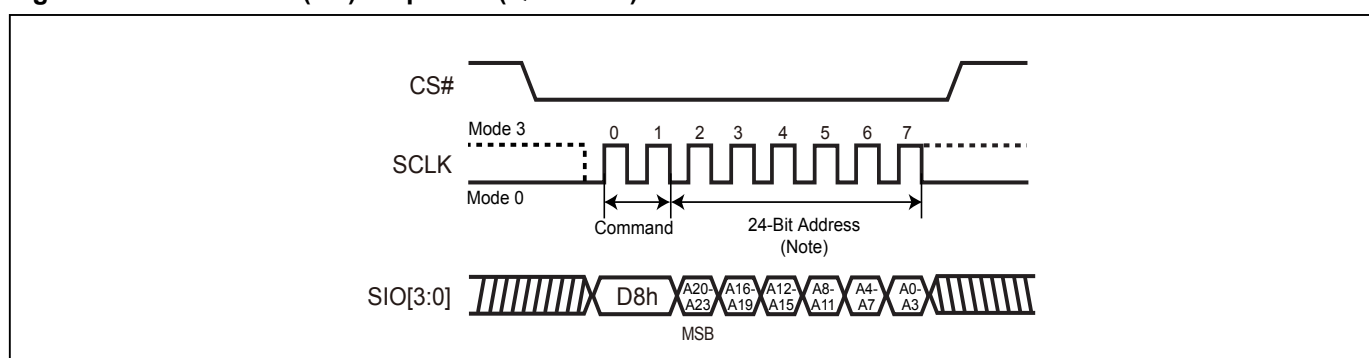 CS#
Mode 3
0 1 2 3 4 5 6 7
SCLK
Mode 0
Command
24-Bit Address
(Note)
SIO[3:0]
D8h
A20-
A23
A16-
A19
A12-
A15
A8-
A11
A4-
A7
A0-
A3
MSB